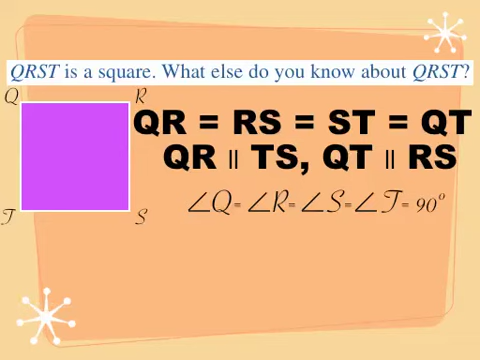 QRST is a square. What else do you know about QRST?
Q
R
QR = RS = ST = QT
QR || TS, QT || RS
∠Q= ∠R= ∠S= ∠T= 90°
T
S